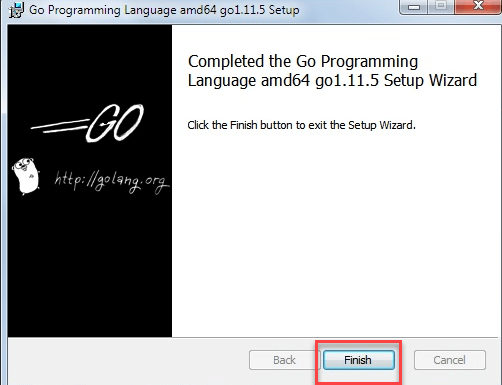 Go Programming Language amd64 go1.11.5 Setup
Completed the Go Programming
Language amd64 go1.11.5 Setup Wizard
Click the Finish button to exit the Setup Wizard.
GO
http://golang.org
Back
Finish
Cancel